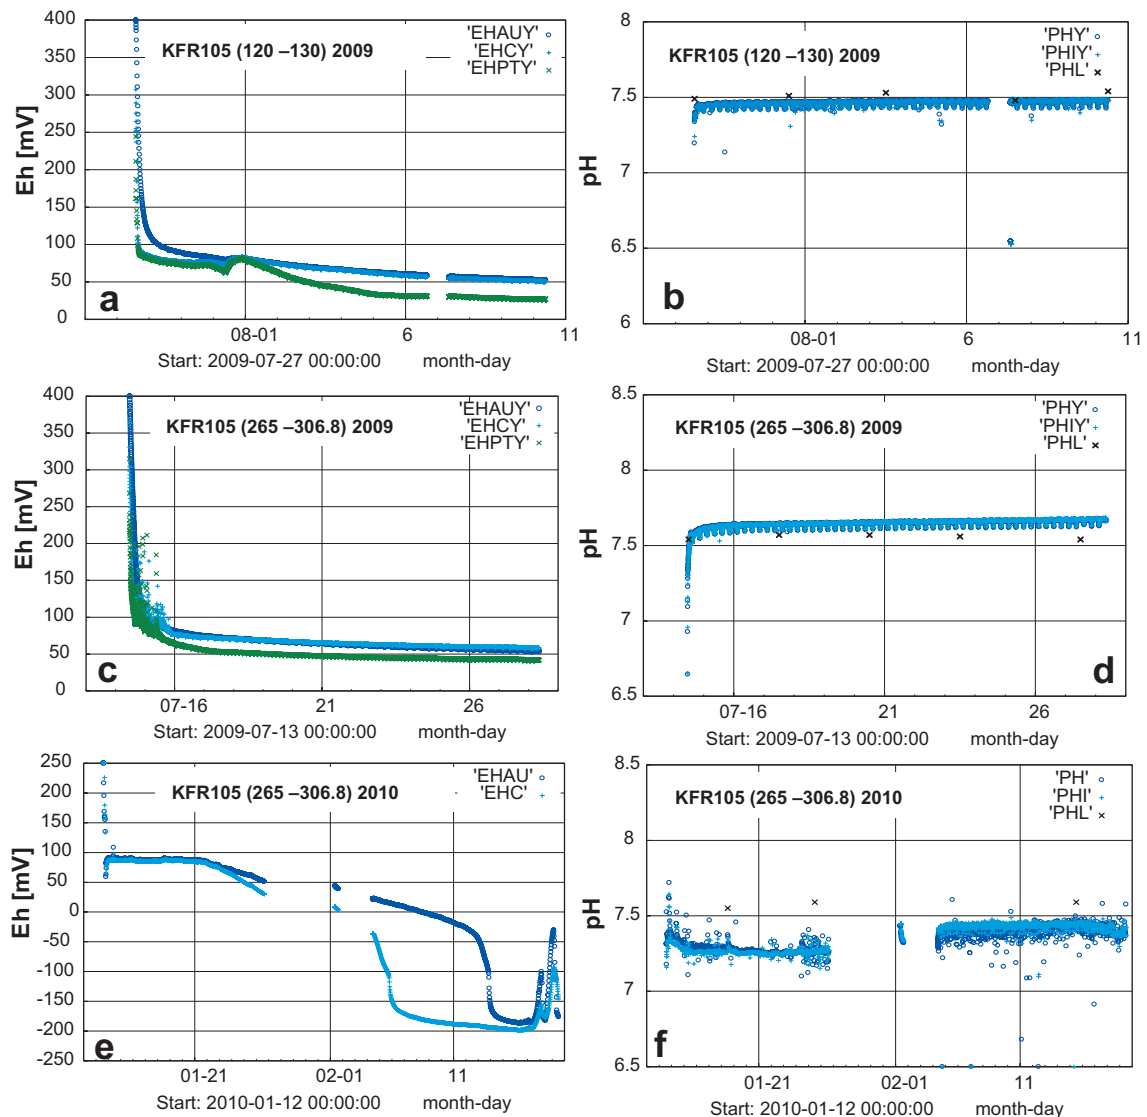 400
350
300
250
200
150
100
50
0
Eh [mV]
KFR105 (120 –130) 2009
'EHAUY'
'EHCY'
'EHPTY'
a
08-01
6
11
Start: 2009-07-27 00:00:00
month-day
8
7.5
7
6.5
6
pH
KFR105 (120 –130) 2009
'PHY'
'PHIY'
'PHL'
b
08-01
6
11
Start: 2009-07-27 00:00:00
month-day
400
350
300
250
200
150
100
50
0
Eh [mV]
KFR105 (265 –306.8) 2009
'EHAUY'
'EHCY'
'EHPTY'
c
07-16
21
26
Start: 2009-07-13 00:00:00
month-day
8.5
8
7.5
7
6.5
pH
KFR105 (265 –306.8) 2009
'PHY'
'PHIY'
'PHL'
d
07-16
21
26
Start: 2009-07-13 00:00:00
month-day
250
200
150
100
50
0
-50
-100
-150
-200
-250
Eh [mV]
KFR105 (265 –306.8) 2010
'EHAU'
'EHC'
e
01-21
02-01
11
Start: 2010-01-12 00:00:00
month-day
8.5
8
7.5
7
6.5
pH
KFR105 (265 –306.8) 2010
'PH'
'PHI'
'PHL'
f
01-21
02-01
11
Start: 2010-01-12 00:00:00
month-day